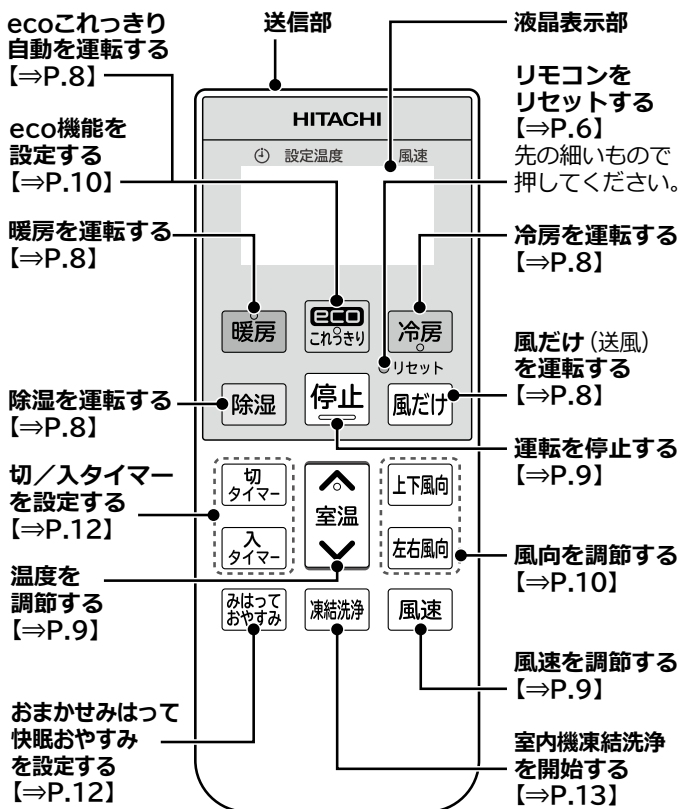 ecoこれっきり
自動を運転する
【⇒P.8】
eco機能を
設定する
【⇒P.10】
暖房を運転する
【⇒P.8】
除湿を運転する
【⇒P.8】
切／入タイマー
を設定する
【⇒P.12】
温度を
調節する
【⇒P.9】
おまかせみはって
快眠おやすみ
を設定する
【⇒P.12】
送信部
HITACHI
設定温度 風速
暖房
eco
これっきり
冷房
リセット
除湿
停止
風だけ
切
タイマー
室温
上下風向
入
タイマー
左右風向
みはって
おやすみ
凍結洗浄
風速
液晶表示部
リモコンを
リセットする
【⇒P.6】
先の細いもので
押してください。
冷房を運転する
【⇒P.8】
風だけ（送風）
を運転する
【⇒P.8】
運転を停止する
【⇒P.9】
風向を調節する
【⇒P.10】
風速を調節する
【⇒P.9】
室内機凍結洗浄
を開始する
【⇒P.13】